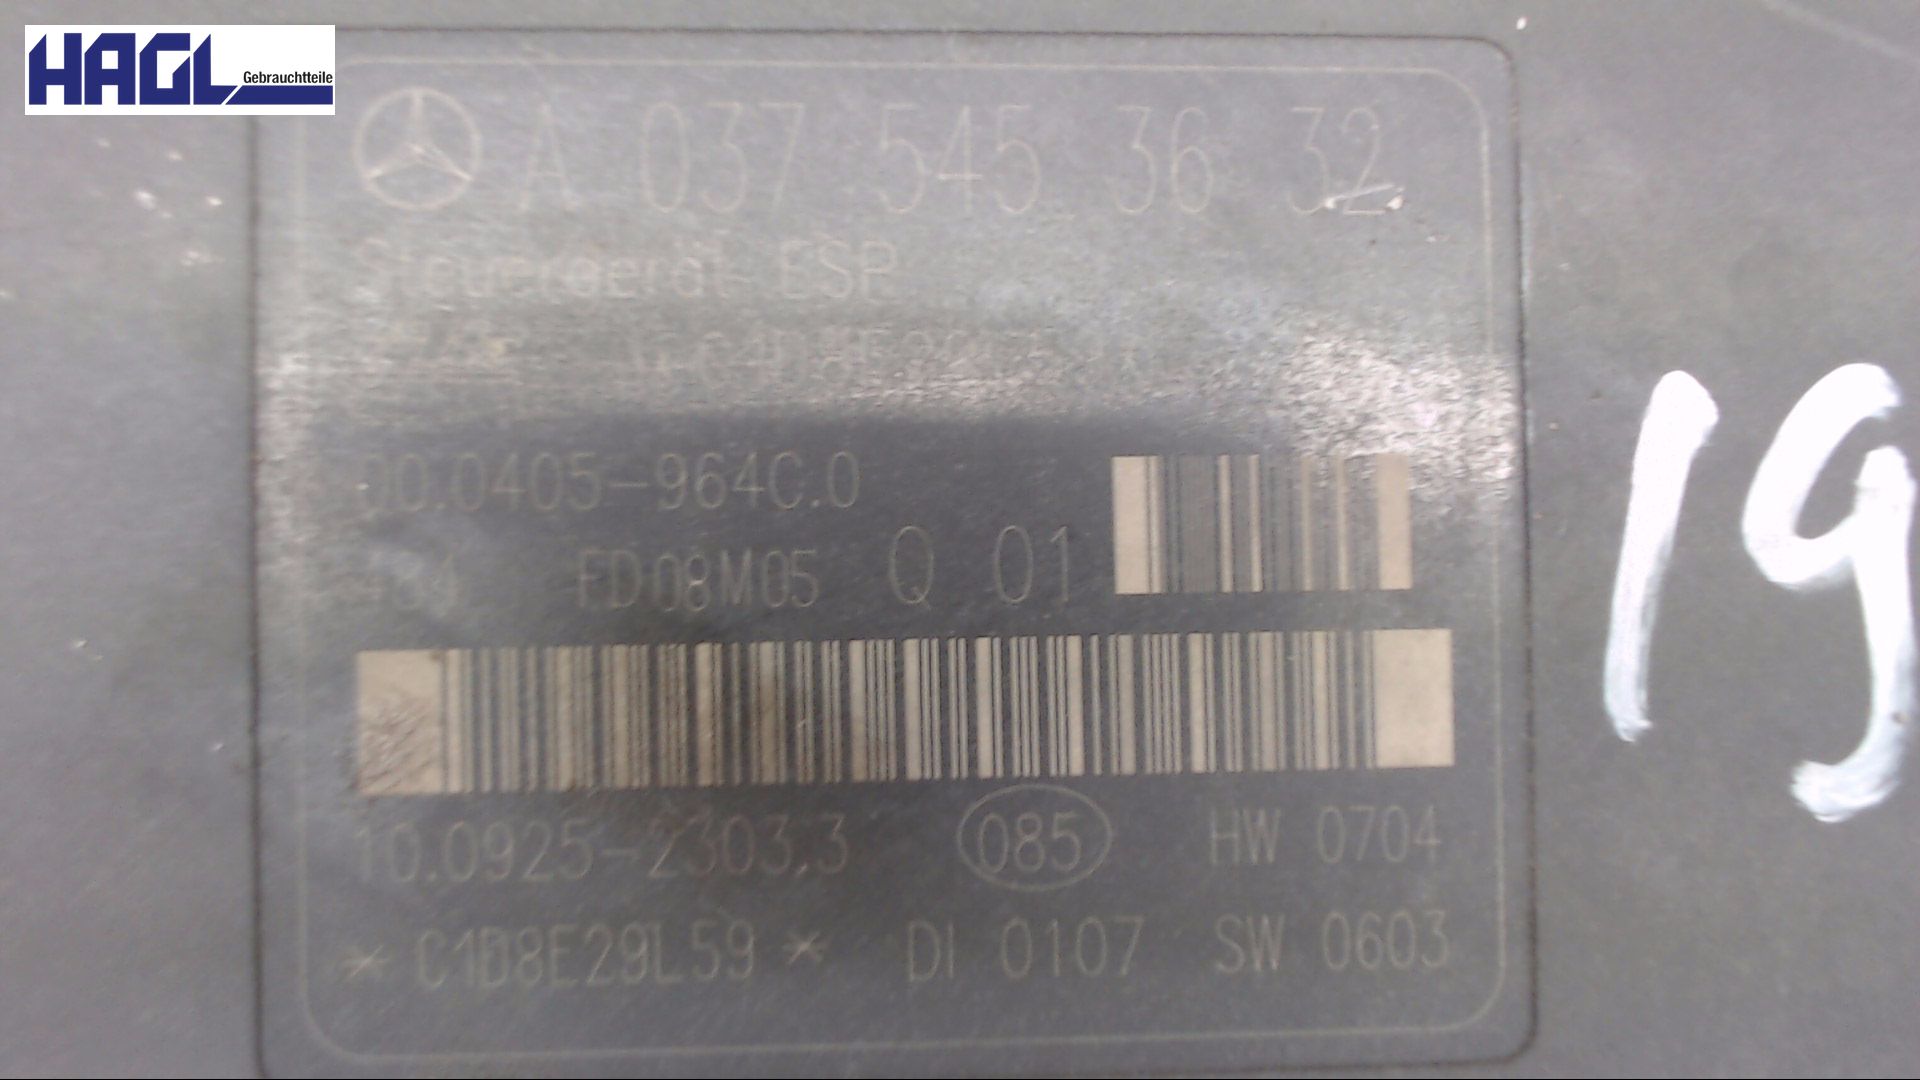 HAGL Gebrauchtteile
A 037 545 36 32
Steuergerät ESP
00.0405-964C.0
FD08M05 Q 01
19
10.0925-2303.3 085 HW 0704
* C1D8E29L59 * DI 0107 SW 0603